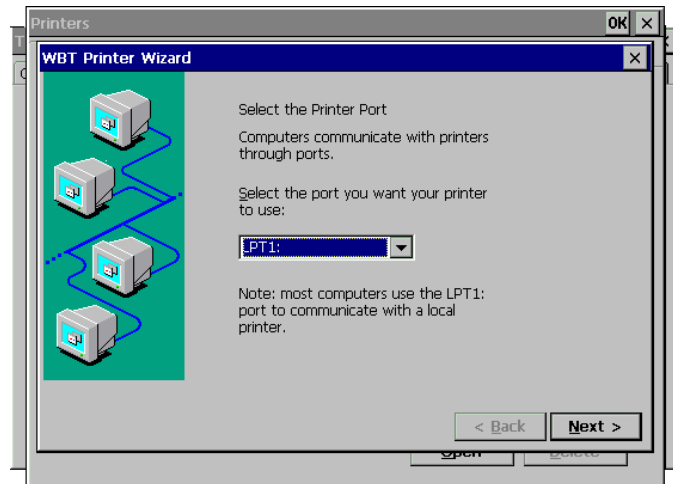 Printers
OK
WBT Printer Wizard
Select the Printer Port
Computers communicate with printers
through ports.
Select the port you want your printer
to use:
LPT1:
Note: most computers use the LPT1:
port to communicate with a local
printer.
< Back
Next >
Open
Delete